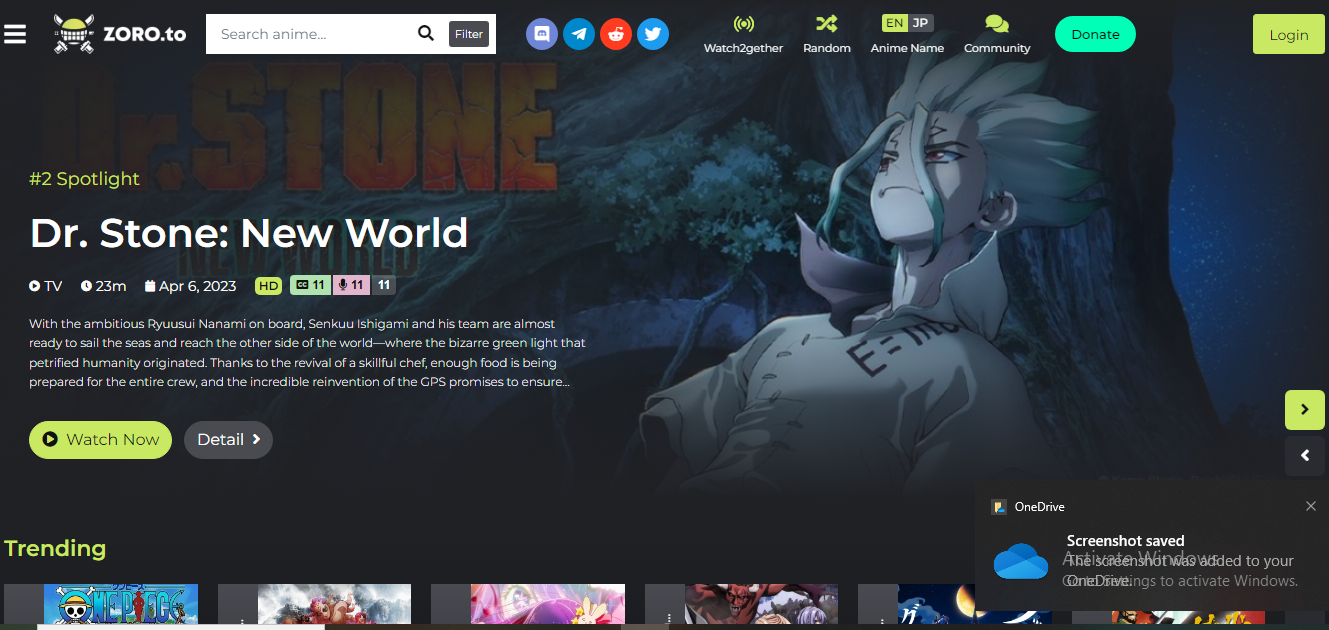 ZORO.to
Search anime...
Filter
Watch2gether
Random
EN JP
Anime Name
Community
Donate
Login
Dr.STONE
NEW WORLD
#2 Spotlight
Dr. Stone: New World
TV 23m Apr 6, 2023 HD CC 11 11 11
With the ambitious Ryuusui Nanami on board, Senkuu Ishigami and his team are almost
ready to sail the seas and reach the other side of the world—where the bizarre green light that
petrified humanity originated. Thanks to the revival of a skillful chef, enough food is being
prepared for the entire crew, and the incredible reinvention of the GPS promises to ensure...
Watch Now
Detail
E=mc²
OneDrive
Screenshot saved
The screenshot was added to your
OneDrive.
Activate Windows
Go to Settings to activate Windows.
Trending
ONE PIECE